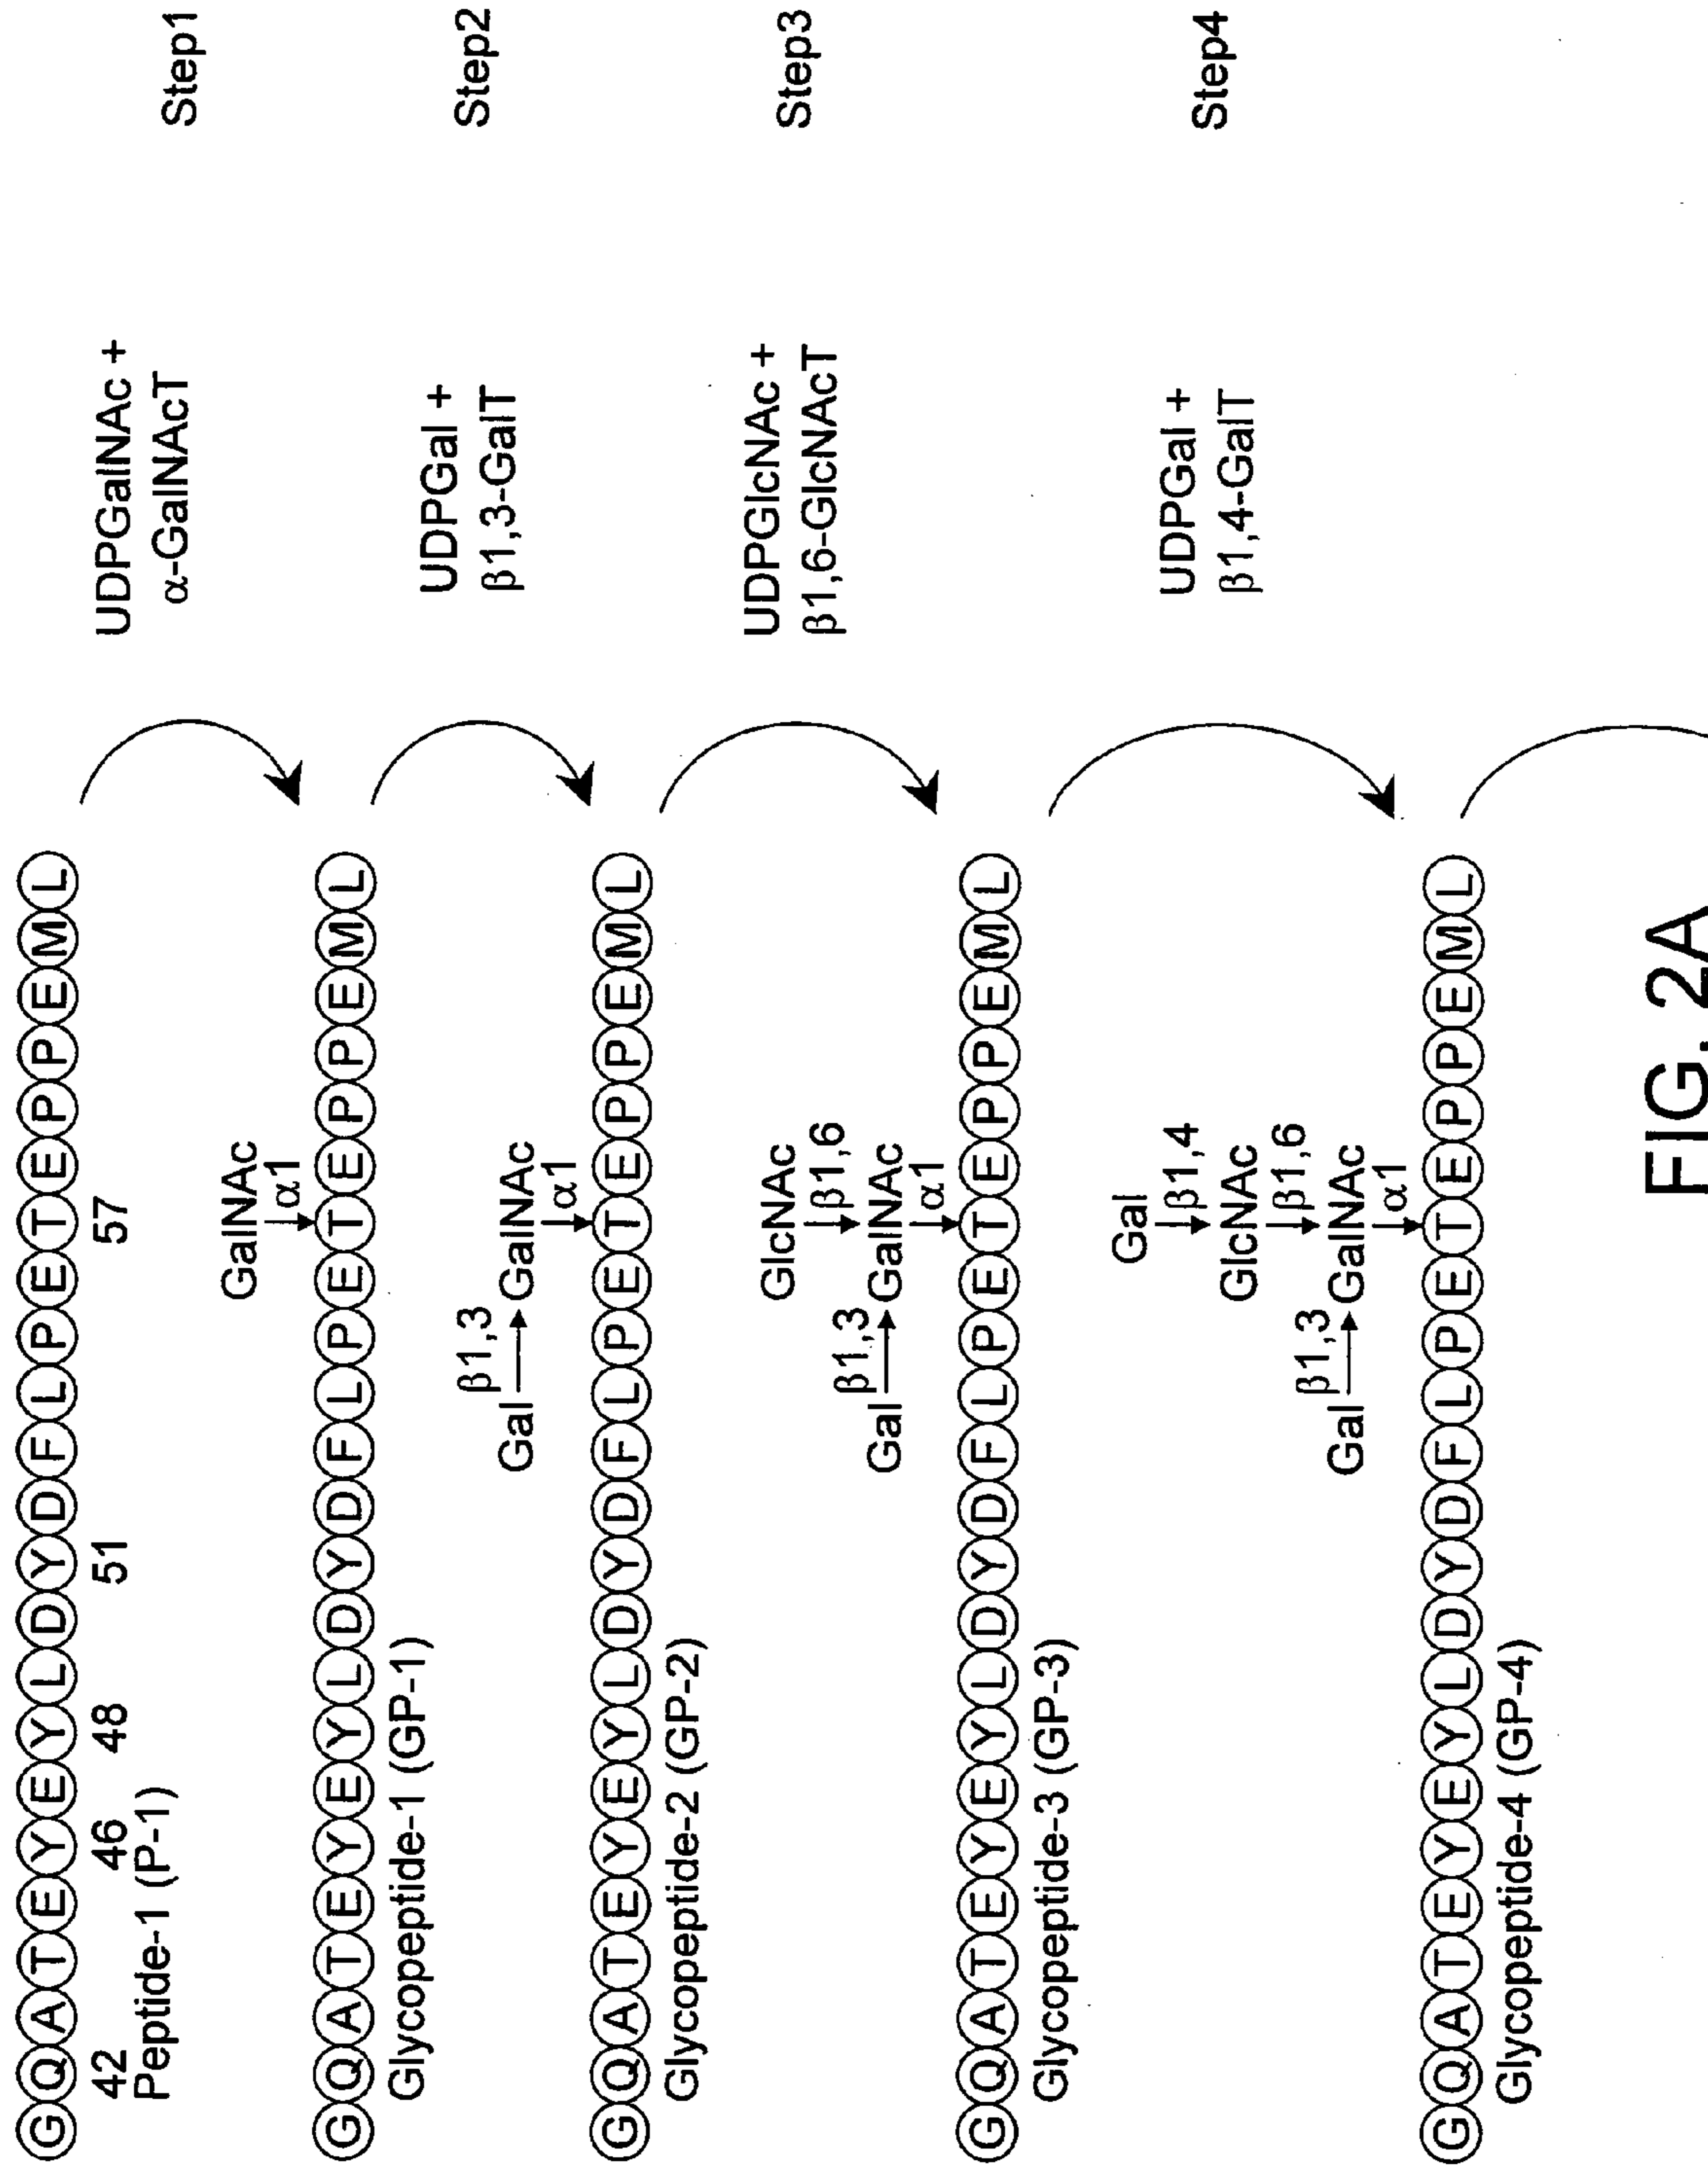 GQATEYEYLDYDFLPETEPPEML
42 46 48 51 57
Peptide-1 (P-1)
UDPGalNAc +
α-GalNAcT
Step1
GalNAc
α1
GQATEYEYLDYDFLPETEPPEML
Glycopeptide-1 (GP-1)
UDPGal +
β1,3-GalT
Step2
Gal β1,3 GalNAc
α1
GQATEYEYLDYDFLPETEPPEML
Glycopeptide-2 (GP-2)
UDPGlcNAc +
β1,6-GlcNAcT
Step3
GlcNAc
β1,6
Gal β1,3 GalNAc
α1
GQATEYEYLDYDFLPETEPPEML
Glycopeptide-3 (GP-3)
UDPGal +
β1,4-GalT
Step4
Gal
β1,4
GlcNAc
β1,6
Gal β1,3 GalNAc
α1
GQATEYEYLDYDFLPETEPPEML
Glycopeptide-4 (GP-4)
FIG. 2A